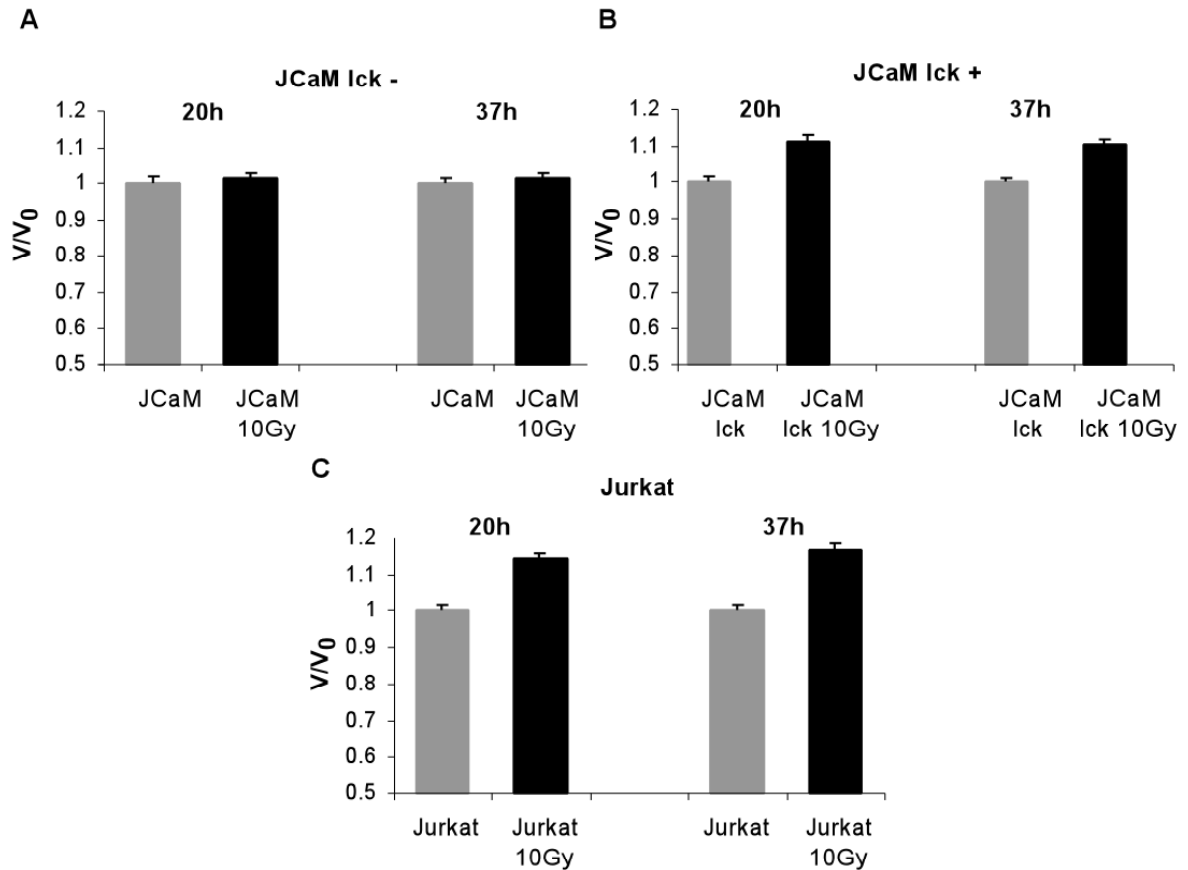 A
JCaM lck -
20h
37h
1.2
1.1
1
0.9
0.8
0.7
0.6
0.5
V/V0
JCaM
JCaM
10Gy
JCaM
JCaM
10Gy
B
JCaM lck +
20h
37h
1.2
1.1
1
0.9
0.8
0.7
0.6
0.5
V/V0
JCaM
lck
JCaM
lck 10Gy
JCaM
lck
JCaM
lck 10Gy
C
Jurkat
20h
37h
1.2
1.1
1
0.9
0.8
0.7
0.6
0.5
V/V0
Jurkat
Jurkat
10Gy
Jurkat
Jurkat
10Gy